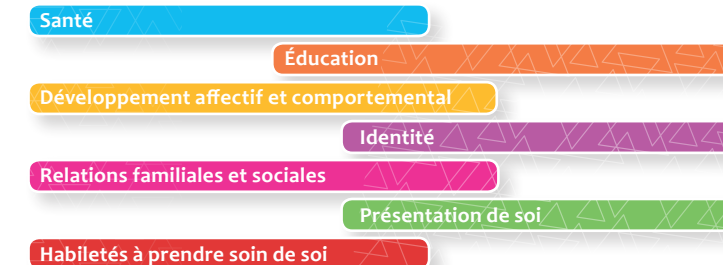 Santé
Éducation
Développement affectif et comportemental
Identité
Relations familiales et sociales
Présentation de soi
Habiletés à prendre soin de soi